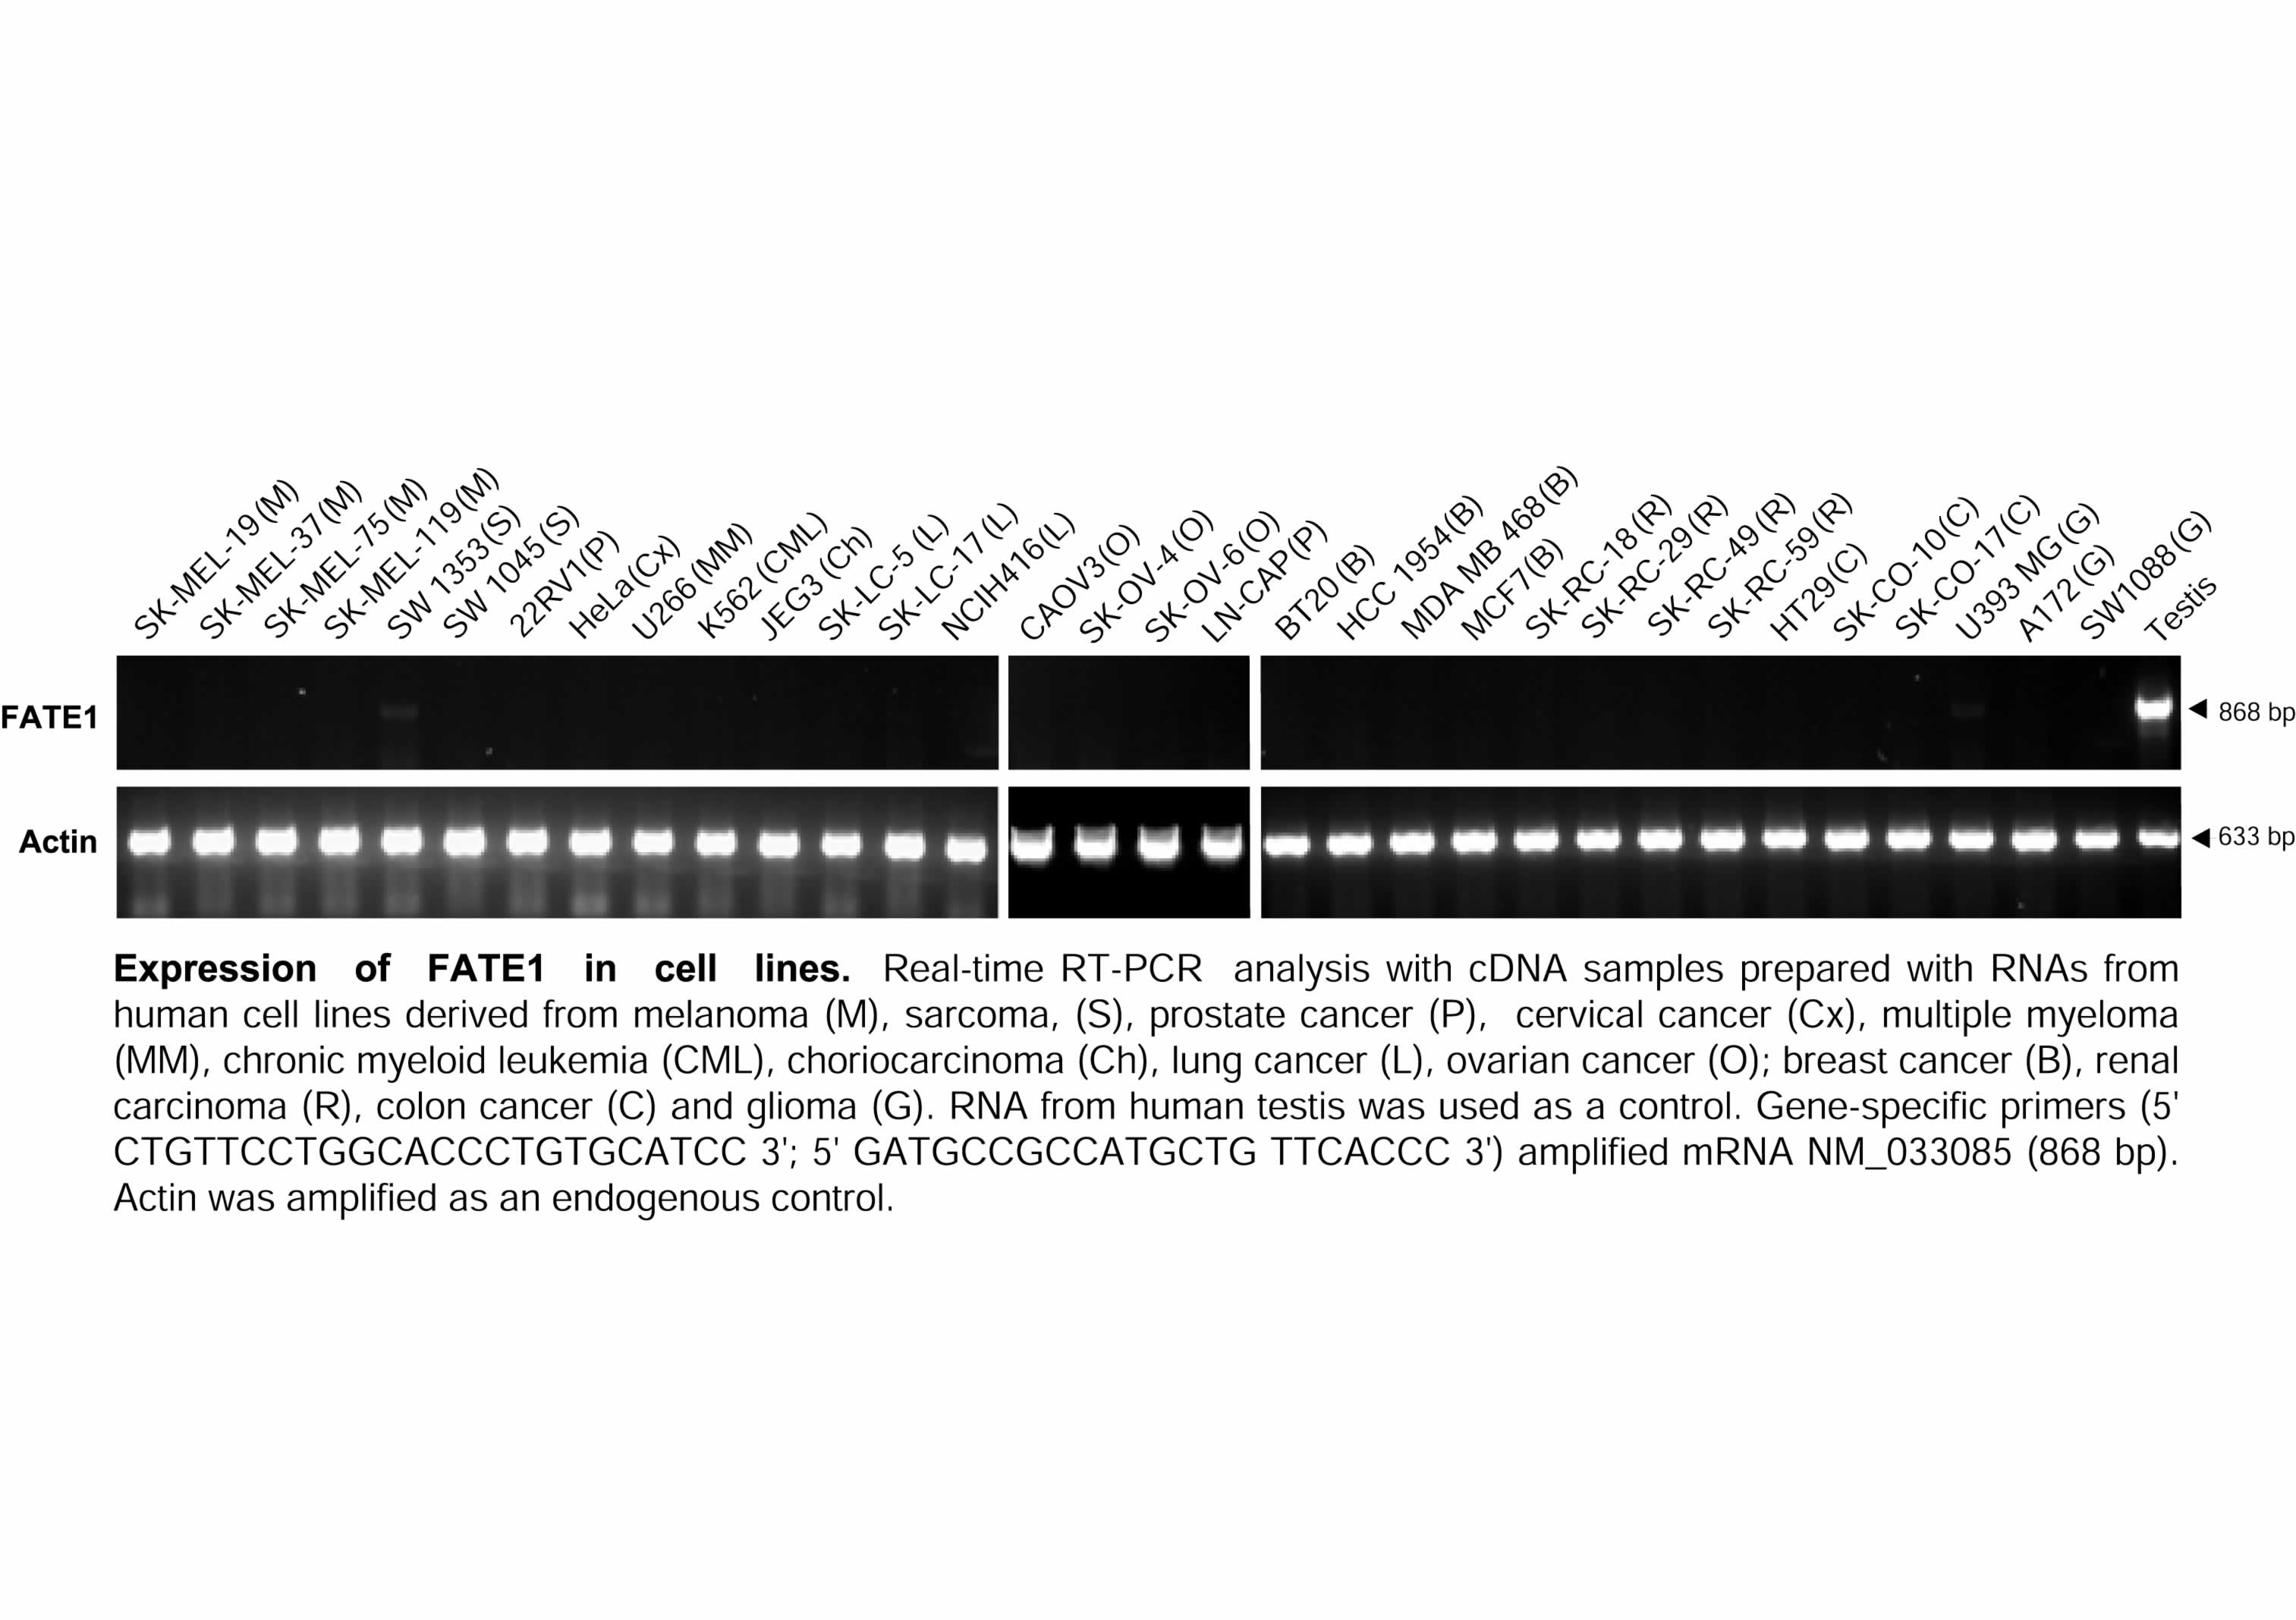 SK-MEL-19 (M)
SK-MEL-37 (M)
SK-MEL-75 (M)
SK-MEL-119 (M)
SW 1353 (S)
SW 1045 (S)
22RV1(P)
HeLa(Cx)
U266 (MM)
K562 (CML)
JEG3 (Ch)
SK-LC-5 (L)
SK-LC-17 (L)
NCIH416 (L)
CAOV3(O)
SK-OV-4 (O)
SK-OV-6(O)
LN-CAP (P)
BT20 (B)
HCC 1954(B)
MDA MB 468 (B)
MCF7(B)
SK-RC-18 (R)
SK-RC-29 (R)
SK-RC-49 (R)
SK-RC-59 (R)
HT29(C)
SK-CO-10(C)
SK-CO-17(C)
U393 MG (G)
A172 (G)
SW1088 (G)
Testis
FATE1
868 bp
Actin
633 bp
Expression of FATE1 in cell lines. Real-time RT-PCR analysis with cDNA samples prepared with RNAs from
human cell lines derived from melanoma (M), sarcoma, (S), prostate cancer (P), cervical cancer (Cx), multiple myeloma
(MM), chronic myeloid leukemia (CML), choriocarcinoma (Ch), lung cancer (L), ovarian cancer (O); breast cancer (B), renal
carcinoma (R), colon cancer (C) and glioma (G). RNA from human testis was used as a control. Gene-specific primers (5'
CTGTTCCTGGCACCCTGTGCATCC 3'; 5' GATGCCGCCATGCTG TTCACCC 3') amplified mRNA NM_033085 (868 bp).
Actin was amplified as an endogenous control.